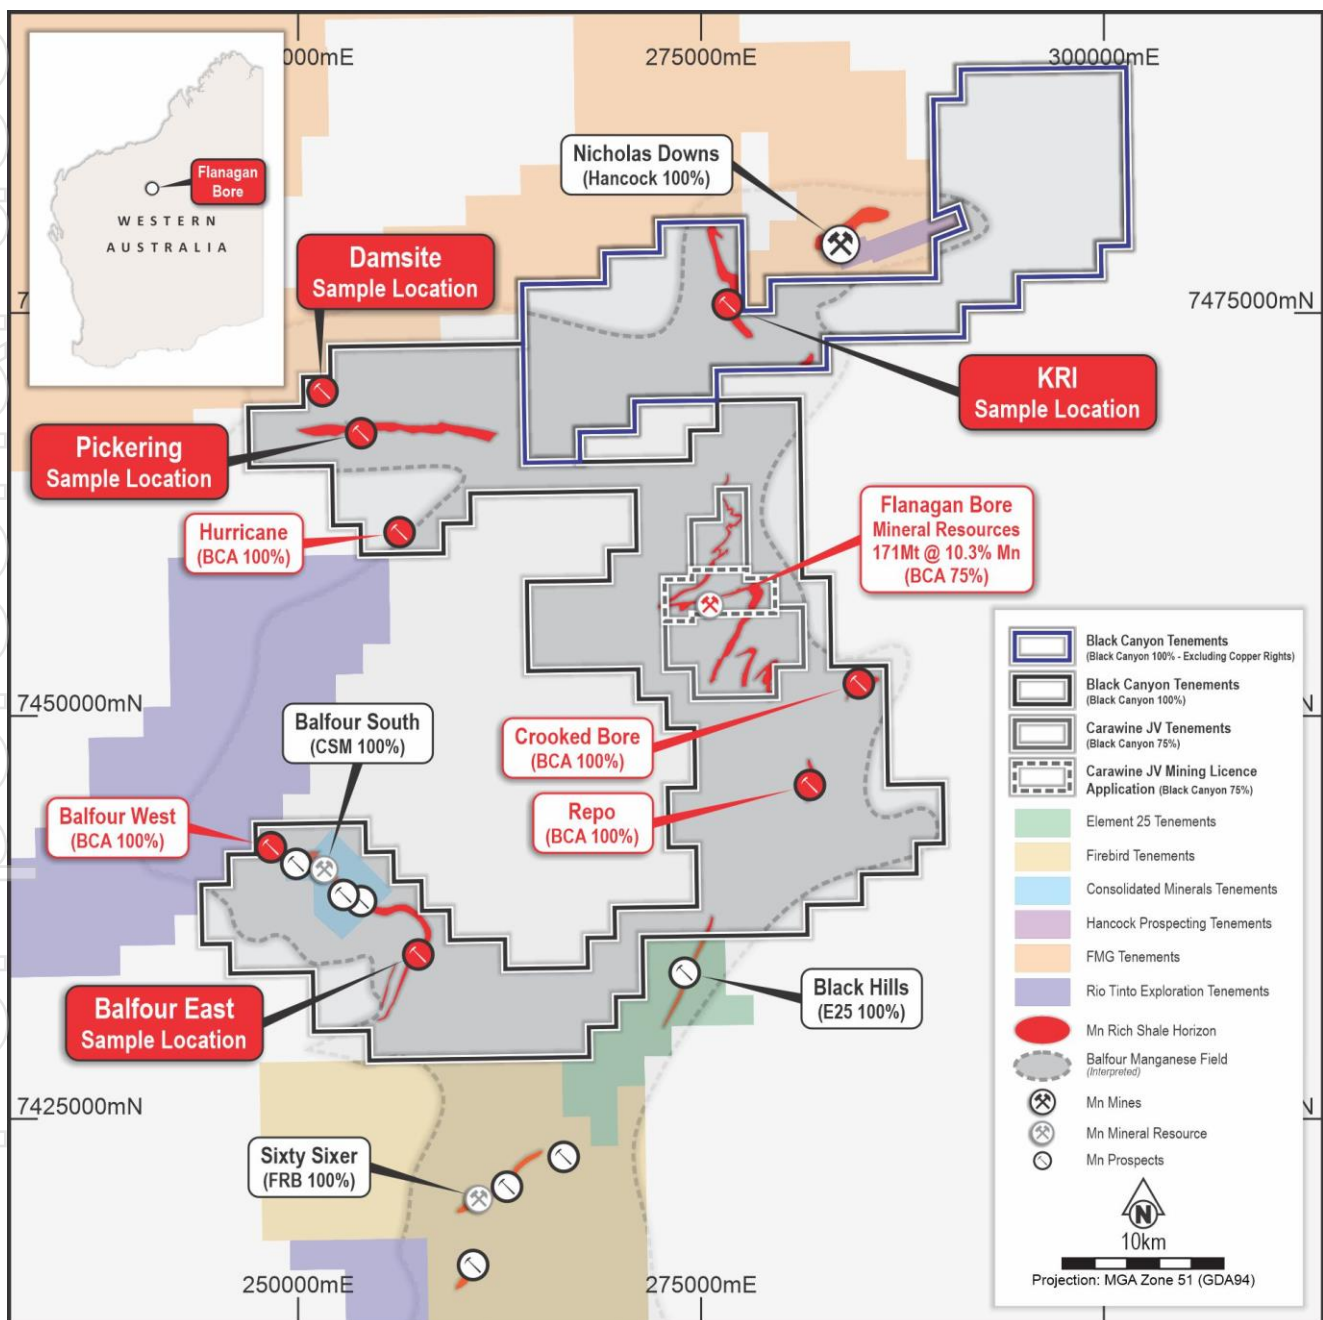 000mE
275000mE
300000mE
Flanagan
Bore
WESTERN
AUSTRALIA
Nicholas Downs
(Hancock 100%)
Damsite
Sample Location
7
7475000mN
KRI
Sample Location
Pickering
Sample Location
Hurricane
(BCA 100%)
Flanagan Bore
Mineral Resources
171Mt @ 10.3% Mn
(BCA 75%)
7450000mN
N
Balfour South
(CSM 100%)
Crooked Bore
(BCA 100%)
Balfour West
(BCA 100%)
Repo
(BCA 100%)
Balfour East
Sample Location
Black Hills
(E25 100%)
7425000mN
N
Sixty Sixer
(FRB 100%)
250000mE
275000mE
Black Canyon Tenements
(Black Canyon 100% - Excluding Copper Rights)
Black Canyon Tenements
(Black Canyon 100%)
Carawine JV Tenements
(Black Canyon 75%)
Carawine JV Mining Licence
Application (Black Canyon 75%)
Element 25 Tenements
Firebird Tenements
Consolidated Minerals Tenements
Hancock Prospecting Tenements
FMG Tenements
Rio Tinto Exploration Tenements
Mn Rich Shale Horizon
Balfour Manganese Field
(Interpreted)
Mn Mines
Mn Mineral Resource
Mn Prospects
N
10km
Projection: MGA Zone 51 (GDA94)